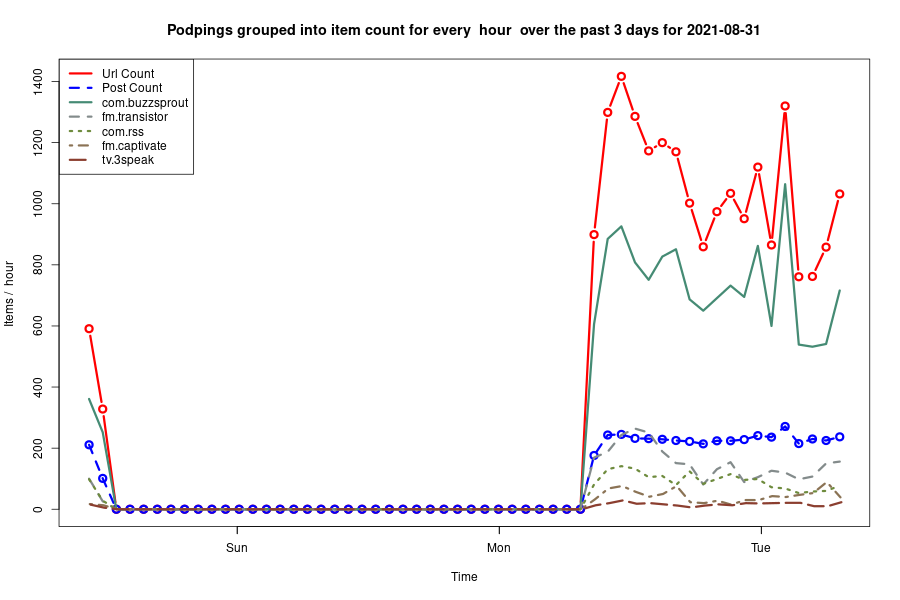 Podpings grouped into item count for every  hour  over the past 3 days for 2021-08-31
Url Count
Post Count
com.buzzsprout
fm.transistor
com.rss
fm.captivate
tv.3speak
1400
1200
1000
800
600
400
200
0
Items /  hour
Sun
Mon
Tue
Time